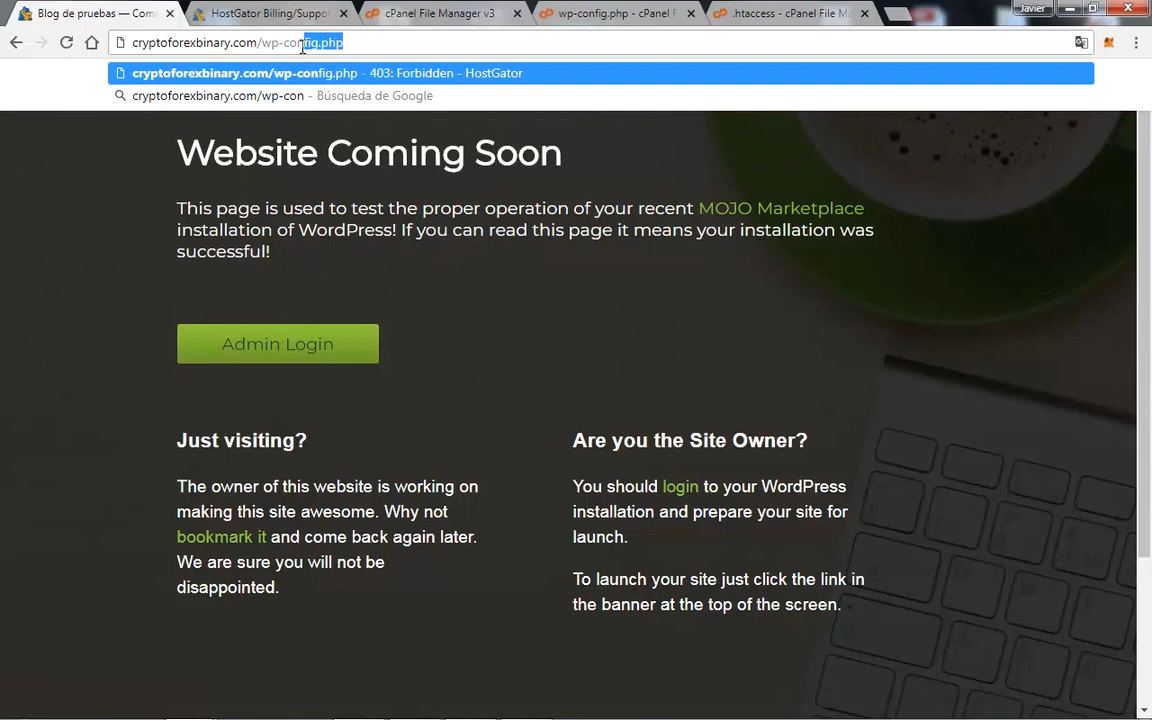 Blog de pruebas — Com
HostGator Billing/Suppo
cPanel File Manager v3
wp-config.php - cPanel F
.htaccess - cPanel File Ma
Javier
cryptoforexbinary.com/wp-config.php
cryptoforexbinary.com/wp-config.php - 403: Forbidden - HostGator
cryptoforexbinary.com/wp-con - Búsqueda de Google
Website Coming Soon
This page is used to test the proper operation of your recent MOJO Marketplace
installation of WordPress! If you can read this page it means your installation was
successful!
Admin Login
Just visiting?
The owner of this website is working on
making this site awesome. Why not
bookmark it and come back again later.
We are sure you will not be
disappointed.
Are you the Site Owner?
You should login to your WordPress
installation and prepare your site for
launch.
To launch your site just click the link in
the banner at the top of the screen.